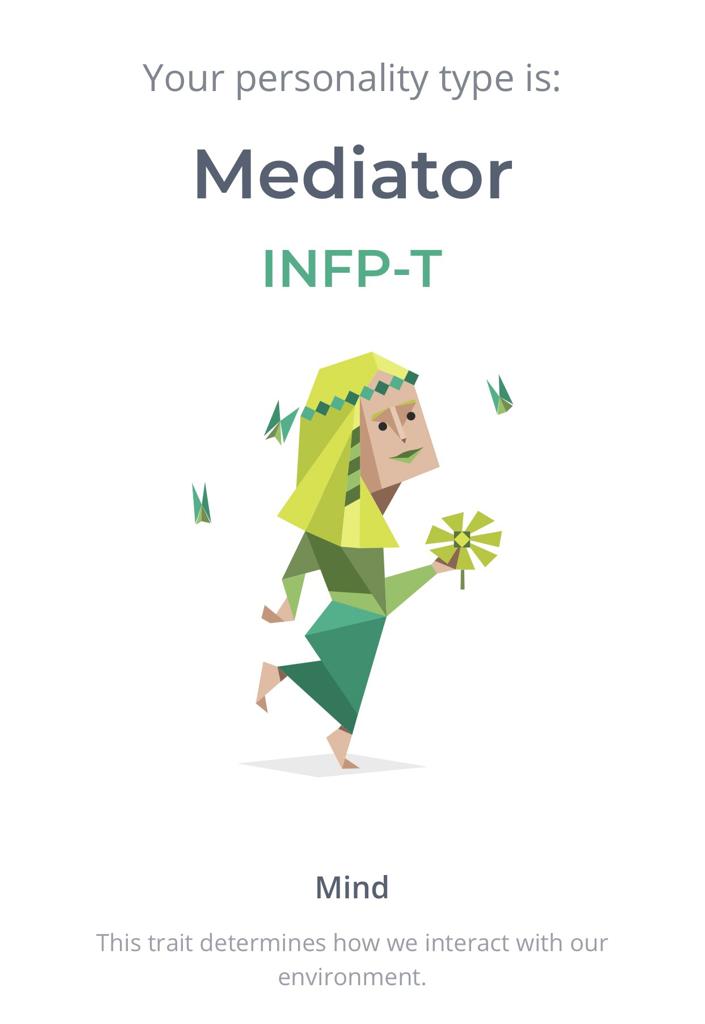 Your personality type is:
Mediator
INFP-T
Mind
This trait determines how we interact with our
environment.